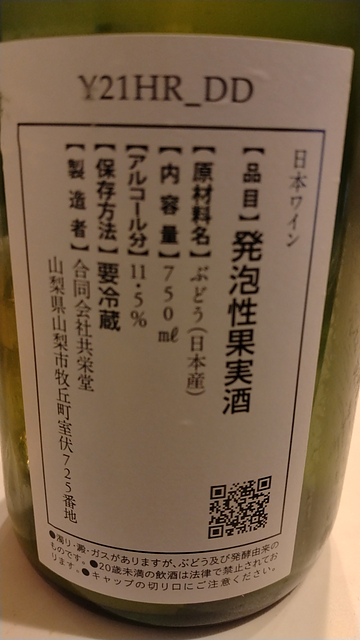 Y21HR_DD
日本ワイン
【品目】発泡性果実酒
【原材料名】ぶどう(日本産)
【内容量】750㎖
【アルコール分】11.5%
【保存方法】要冷蔵
【製造者】合同会社共栄堂
山梨県山梨市牧丘町室伏725番地
●濁り・澱・ガスがありますが、ぶどう及び発酵由来の
ものです。●20歳未満の飲酒は法律で禁止されてお
ります。●キャップの切り口にご注意ください。